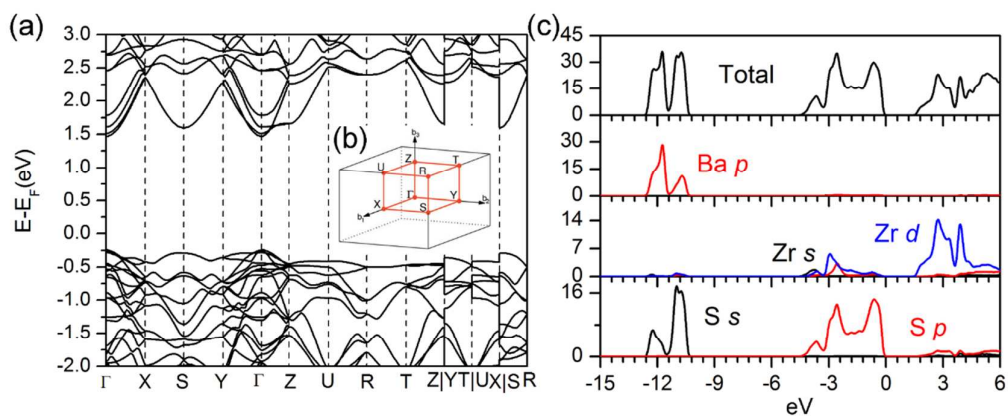 (a)
3.0
2.5
2.0
1.5
1.0
0.5
0.0
-0.5
-1.0
-1.5
-2.0
E-E_F(eV)
Γ X S Y Γ Z U R T Z|YT|UX|SR
(b)
b₃
Z T
U R
Γ Y
X S
b₁ b₂
(c)
45
30
15
0
Total
30
15
0
Ba p
14
7
0
Zr s Zr d
16
8
0
S s S p
-15 -12 -9 -6 -3 0 3 6
eV